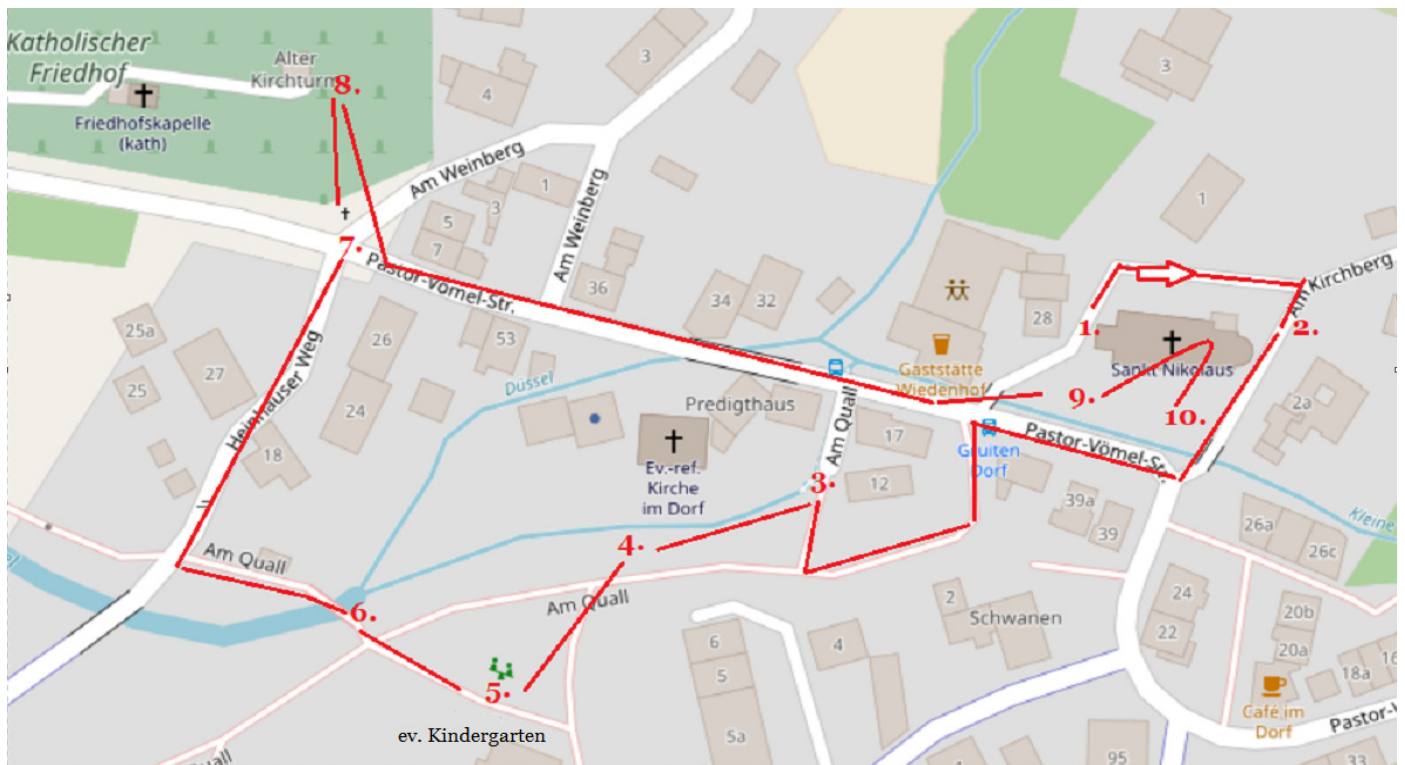 Katholischer
Friedhof
Alter
Kirchturm
8.
Friedhofskapelle
(kath)
3
4
3
1
Am Weinberg
1
3
5
7
7.
Am Weinberg
36
Pastor-Vömel-Str.
34
32
28
1.
Am Kirchberg
2.
Sankt Nikolaus
Gaststätte
Wiedenhof
9.
10.
2a
25a
27
25
26
53
24
Düssel
Heinhauser Weg
18
Predigthaus
Am Quall
17
Ev.-ref.
Kirche
im Dorf
12
Gruiten
Dorf
Pastor-Vömel-Str.
3.
39a
39
26a
26c
Kleine
4.
Am Quall
6.
Am Quall
2
Schwanen
24
22
20b
20a
18a
16
6
5
5a
4
5.
ev. Kindergarten
Café im
Dorf
Am Quall
95
33